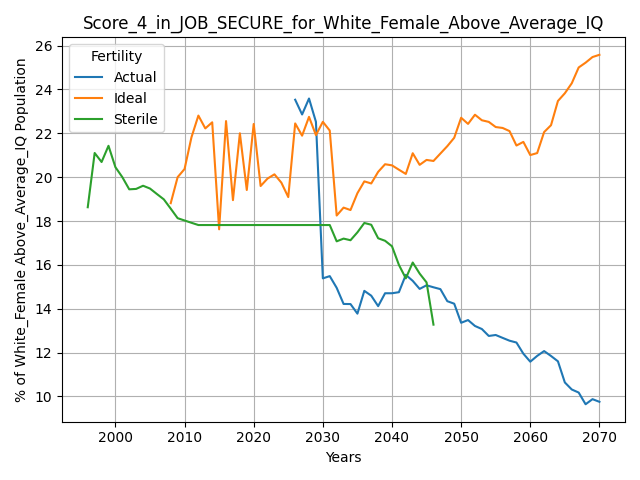 Score_4_in_JOB_SECURE_for_White_Female_Above_Average_IQ
% of White_Female Above_Average_IQ Population
26
24
22
20
18
16
14
12
10
Fertility
Actual
Ideal
Sterile
2000 2010 2020 2030 2040 2050 2060 2070
Years